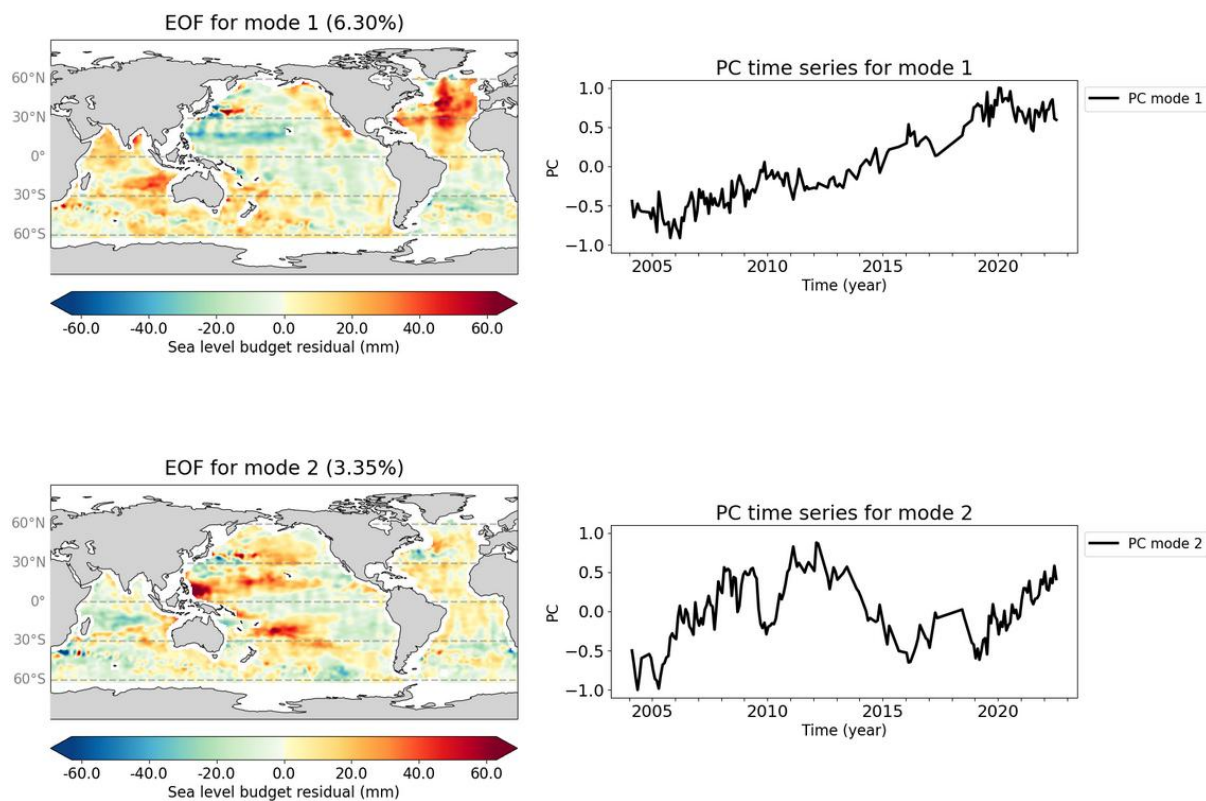 EOF for mode 1 (6.30%)
60°N
30°N
0°
30°S
60°S
-60.0 -40.0 -20.0 0.0 20.0 40.0 60.0
Sea level budget residual (mm)
PC time series for mode 1
PC mode 1
1.0
0.5
0.0
−0.5
−1.0
PC
2005 2010 2015 2020
Time (year)
EOF for mode 2 (3.35%)
60°N
30°N
0°
30°S
60°S
-60.0 -40.0 -20.0 0.0 20.0 40.0 60.0
Sea level budget residual (mm)
PC time series for mode 2
PC mode 2
1.0
0.5
0.0
−0.5
−1.0
PC
2005 2010 2015 2020
Time (year)